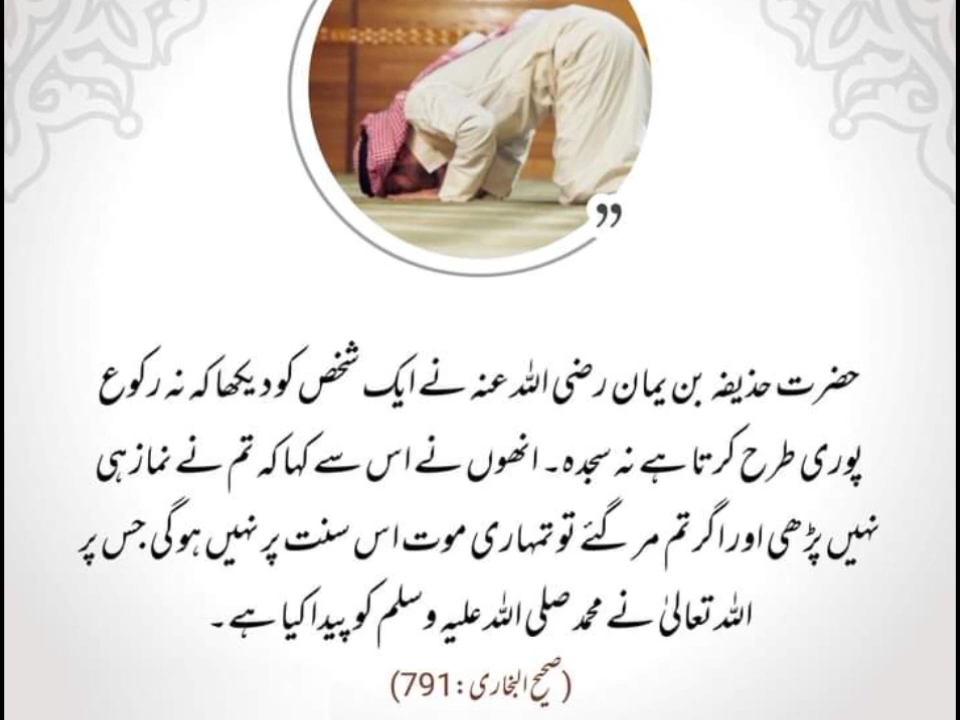 حضرت حذیفہ بن یمان رضی اللہ عنہ نے ایک شخص کو دیکھا کہ نہ رکوع
پوری طرح کرتا ہے نہ سجدہ۔ انھوں نے اس سے کہا کہ تم نے نماز ہی
نہیں پڑھی اور اگر تم مر گئے تو تمہاری موت اس سنت پر نہیں ہوگی جس پر
اللہ تعالیٰ نے محمد صلی اللہ علیہ وسلم کو پیدا کیا ہے۔
(صحیح البخاری: 791)